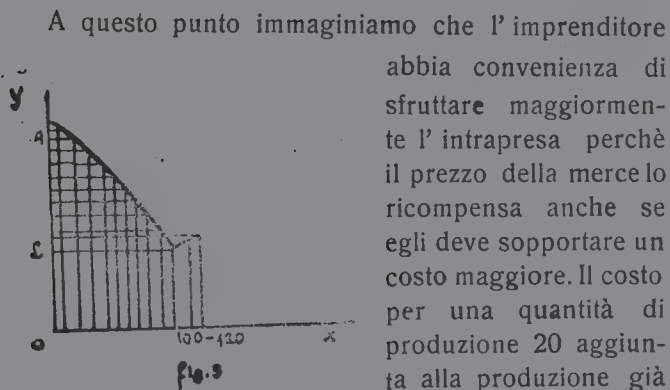 A questo punto immaginiamo che l' imprenditore
abbia convenienza di
sfruttare maggiormen-
te l' intrapresa perchè
il prezzo della merce lo
ricompensa anche se
egli deve sopportare un
costo maggiore. Il costo
per una quantità di
produzione 20 aggiun-
ta alla produzione già
y
A
L
o
100-120
x
fig. 3